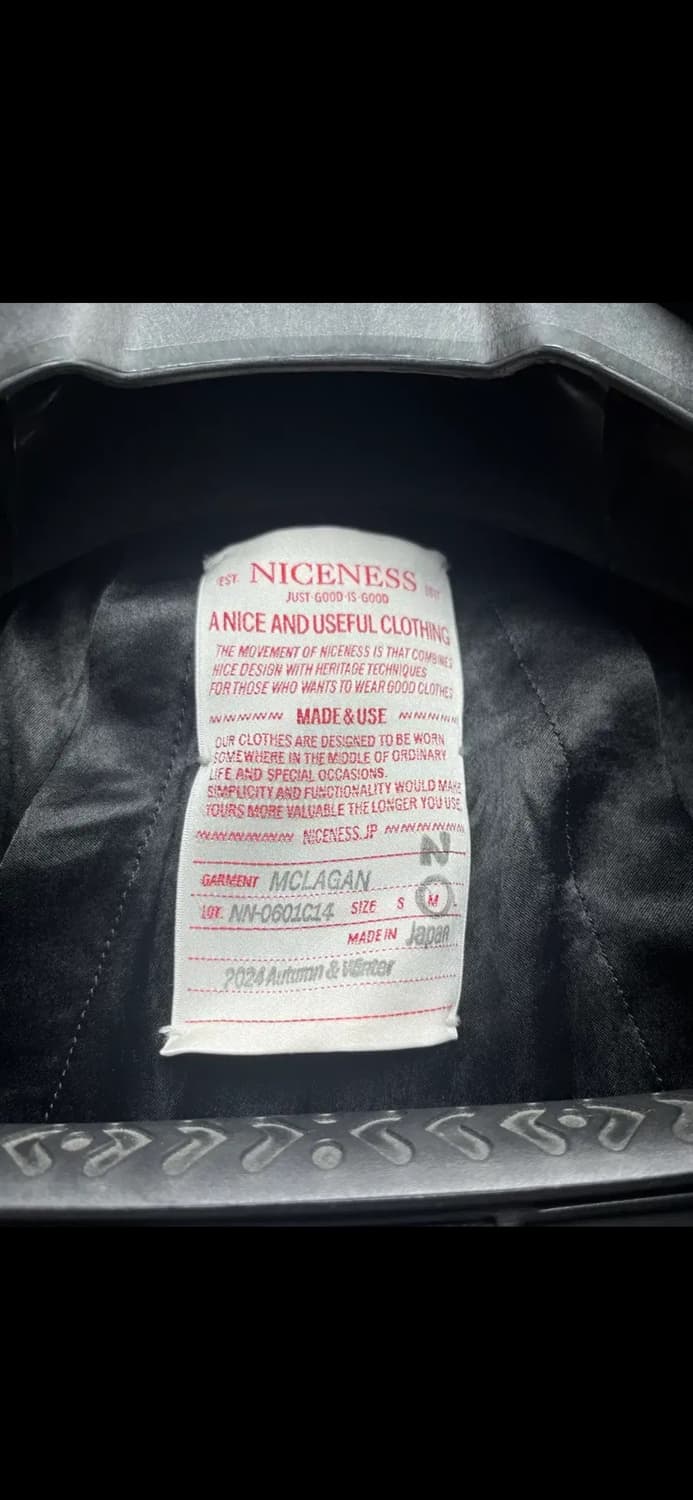 EST. NICENESS
JUST·GOOD·IS·GOOD
A NICE AND USEFUL CLOTHING
THE MOVEMENT OF NICENESS IS THAT COMBINES
NICE DESIGN WITH HERITAGE TECHNIQUES
FOR THOSE WHO WANTS TO WEAR GOOD CLOTHES
MADE&USE
OUR CLOTHES ARE DESIGNED TO BE WORN
SOMEWHERE IN THE MIDDLE OF ORDINARY
LIFE AND SPECIAL OCCASIONS.
SIMPLICITY AND FUNCTIONALITY WOULD MAKE
YOURS MORE VALUABLE THE LONGER YOU USE
NICENESS.JP
N
GARMENT MCLAGAN
LOT. NN-0601C14 SIZE S M
MADE IN Japan
2024 Autumn & Winter